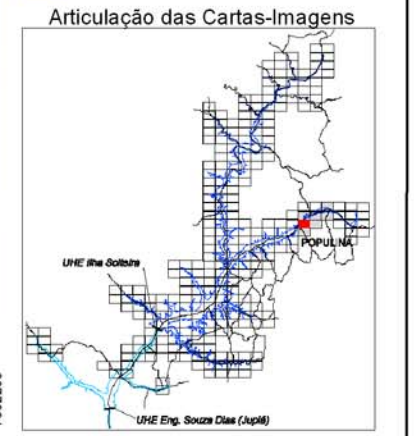 Articulação das Cartas-Imagens
POPULINA
UHE Ilha Solteira
UHE Eng. Souza Dias (Jupiá)